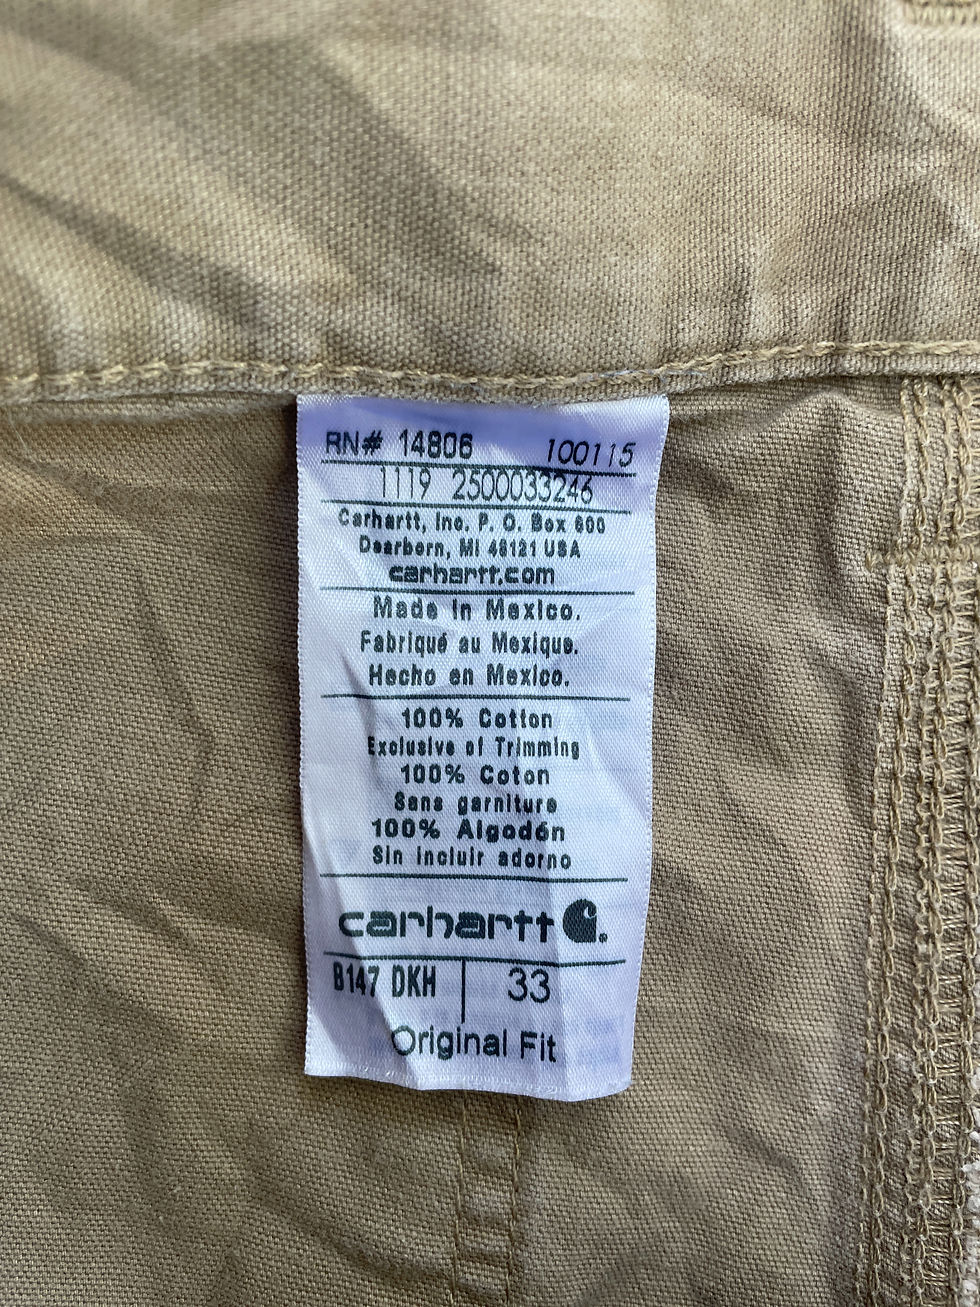 RN# 14806 100115
1119 2500033246
Carhartt, Inc. P. O. Box 600
Dearborn, MI 48121 USA
carhartt.com
Made in Mexico.
Fabriqué au Mexique.
Hecho en Mexico.
100% Cotton
Exclusive of Trimming
100% Coton
Sans garniture
100% Algodón
Sin incluir adorno
carhartt
B147 DKH 33
Original Fit